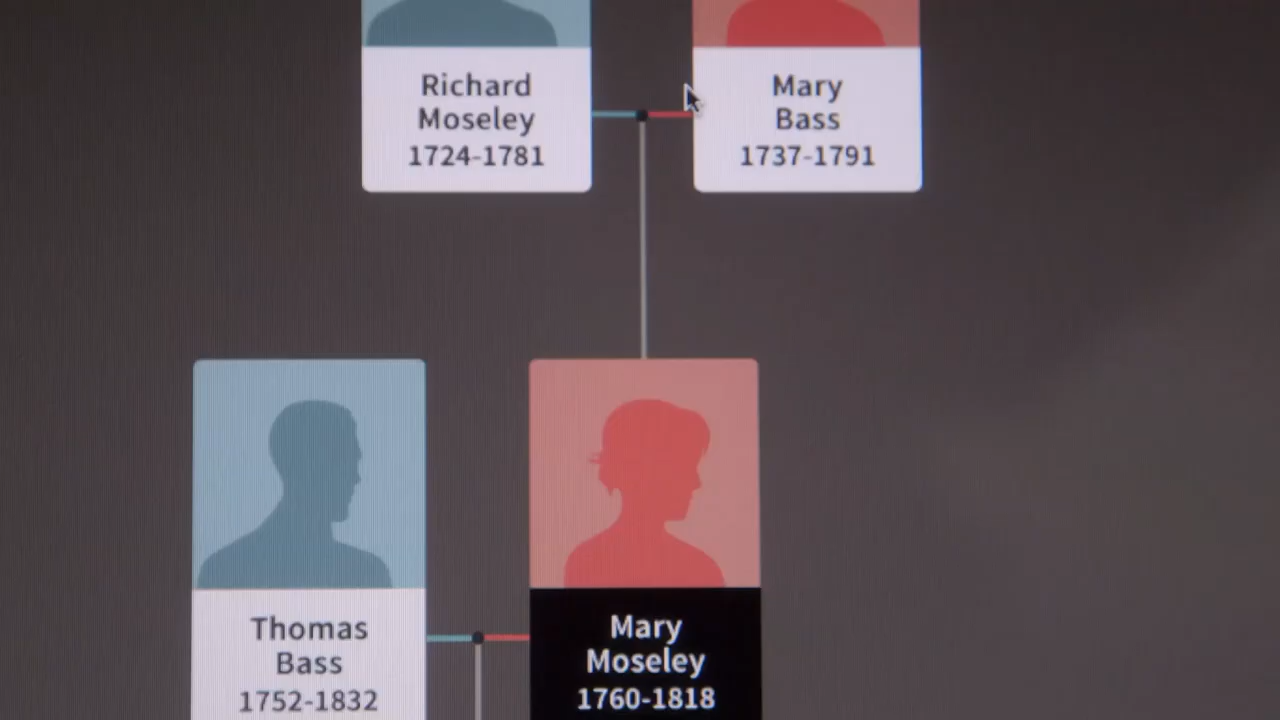 Richard
Moseley
1724-1781
Mary
Bass
1737-1791
Thomas
Bass
1752-1832
Mary
Moseley
1760-1818